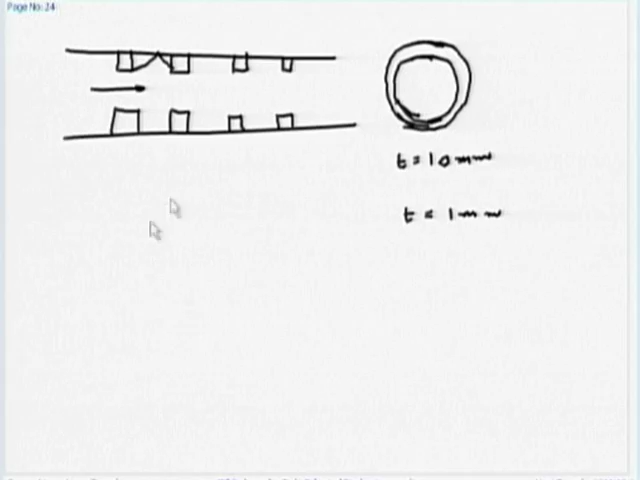 Page No: 24
t = 10 mm
t = 1 mm